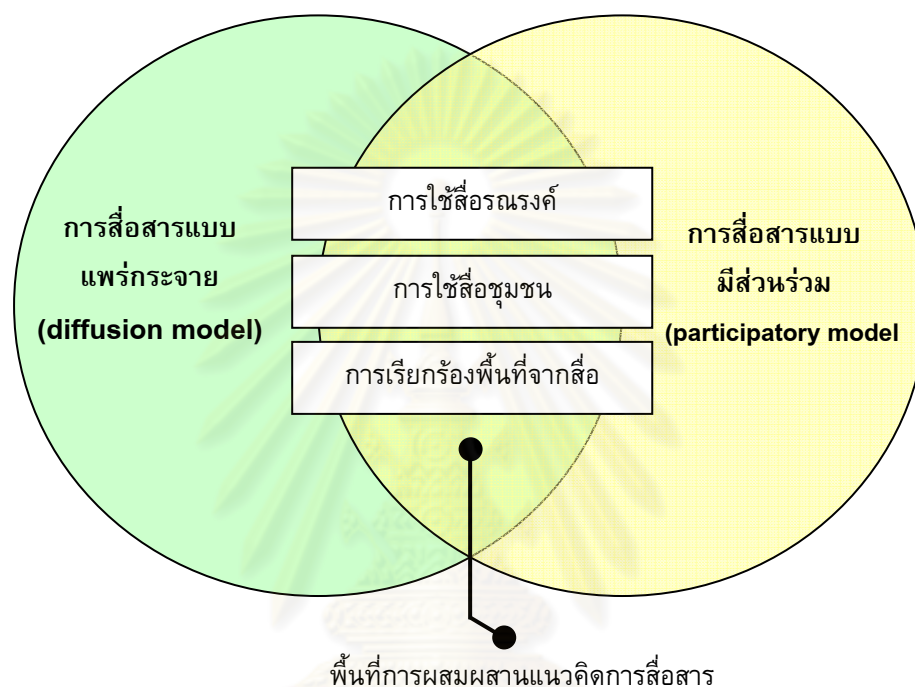 การสื่อสารแบบ
แพร่กระจาย
(diffusion model)
การใช้สื่อรณรงค์
การใช้สื่อชุมชน
การเรียกร้องพื้นที่จากสื่อ
การสื่อสารแบบ
มีส่วนร่วม
(participatory model
พื้นที่การผสมผสานแนวคิดการสื่อสาร